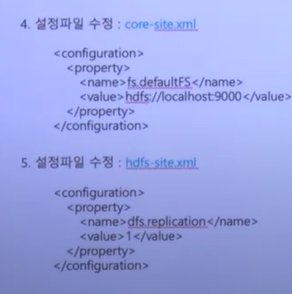 4. 설정파일 수정 : core-site.xml
<configuration>
<property>
<name>fs.defaultFS</name>
<value>hdfs://localhost:9000</value>
</property>
</configuration>
5. 설정파일 수정 : hdfs-site.xml
<configuration>
<property>
<name>dfs.replication</name>
<value>1</value>
</property>
</configuration>